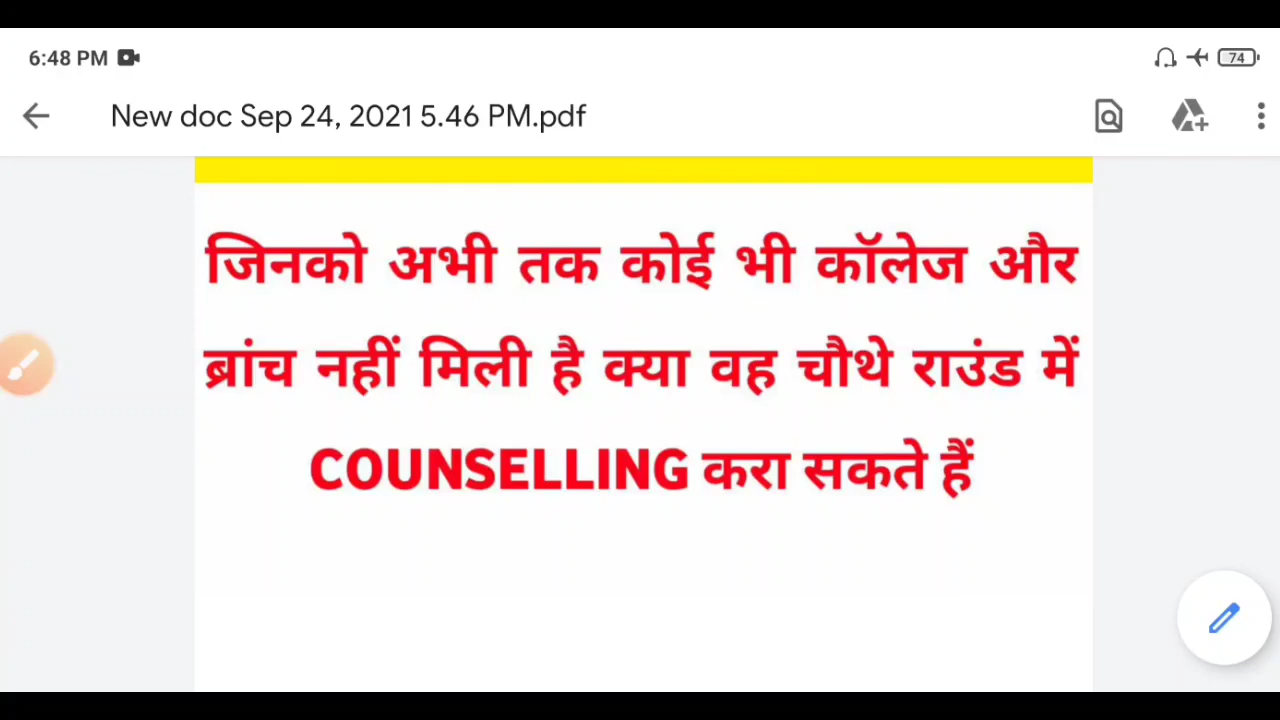 6:48 PM 74
New doc Sep 24, 2021 5.46 PM.pdf
जिनको अभी तक कोई भी कॉलेज और
ब्रांच नहीं मिली है क्या वह चौथे राउंड में
COUNSELLING करा सकते हैं